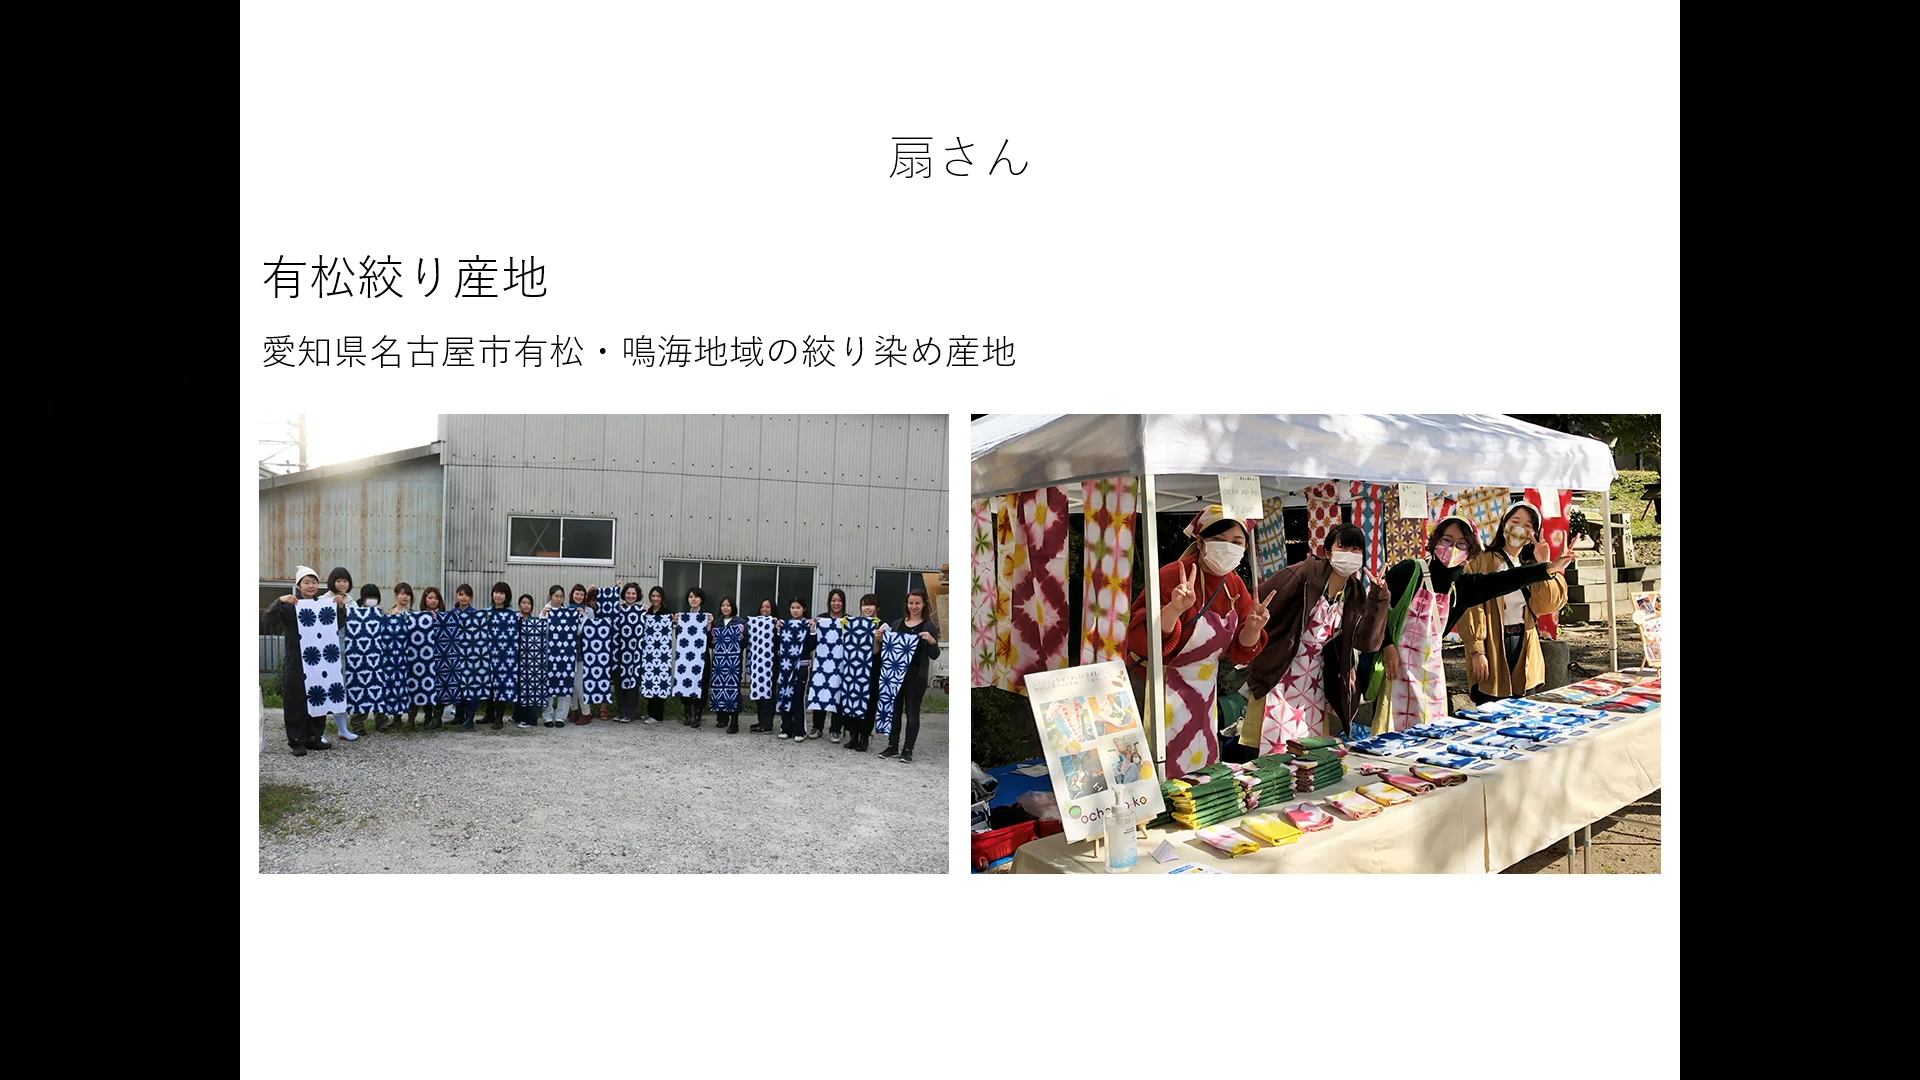 扇さん
有松絞り産地
愛知県名古屋市有松・鳴海地域の絞り染め産地